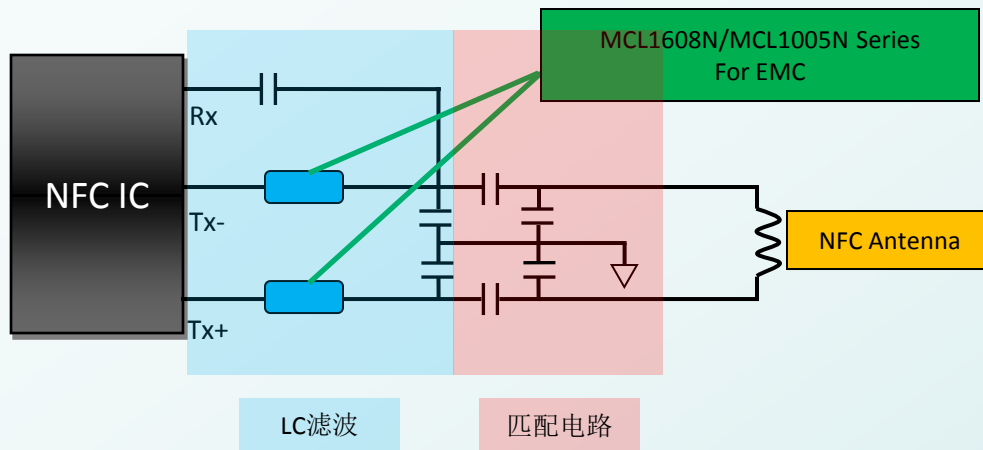 MCL1608N/MCL1005N Series
For EMC
Rx
NFC IC
Tx-
NFC Antenna
Tx+
LC滤波
匹配电路